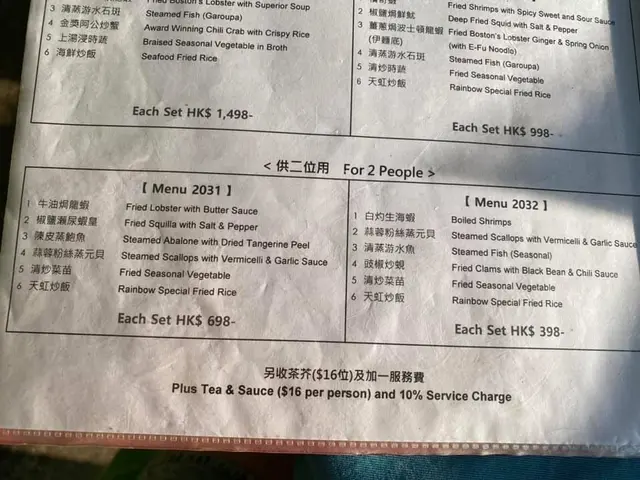 Fried Boston's Lobster with Superior Soup
3 清蒸游水石斑 Steamed Fish (Garoupa)
4 金獎阿公炒蟹 Award Winning Chili Crab with Crispy Rice
5 上湯浸時蔬 Braised Seasonal Vegetable in Broth
6 海鮮炒飯 Seafood Fried Rice
Each Set HK$ 1,498-
Fried Shrimps with Spicy Sweet and Sour Sauce
2 椒鹽焗鮮魷 Deep Fried Squid with Salt & Pepper
3 薑蔥焗波士頓龍蝦 Fried Boston's Lobster Ginger & Spring Onion
(伊麵底) (with E-Fu Noodlo)
4 清蒸游水石斑 Steamed Fish (Garoupa)
5 清炒時蔬 Fried Seasonal Vegetable
6 天虹炒飯 Rainbow Special Fried Rice
Each Set HK$ 998-
< 供二位用 For 2 People >
【 Menu 2031 】
1 牛油焗龍蝦 Fried Lobster with Butter Sauce
2 椒鹽瀨尿蝦皇 Fried Squilla with Salt & Pepper
3 陳皮蒸鮑魚 Steamed Abalone with Dried Tangerine Peel
4 蒜蓉粉絲蒸元貝 Steamed Scallops with Vermicelli & Garlic Sauce
5 清炒菜苗 Fried Seasonal Vegetable
6 天虹炒飯 Rainbow Special Fried Rice
Each Set HK$ 698-
【 Menu 2032 】
1 白灼生海蝦 Boiled Shrimps
2 蒜蓉粉絲蒸元貝 Steamed Scallops with Vermicelli & Garlic Sauce
3 清蒸游水魚 Steamed Fish (Seasonal)
4 豉椒炒蜆 Fried Clams with Black Bean & Chili Sauce
5 清炒菜苗 Fried Seasonal Vegetable
6 天虹炒飯 Rainbow Special Fried Rice
Each Set HK$ 398-
另收茶芥($16位)及加一服務費
Plus Tea & Sauce ($16 per person) and 10% Service Charge